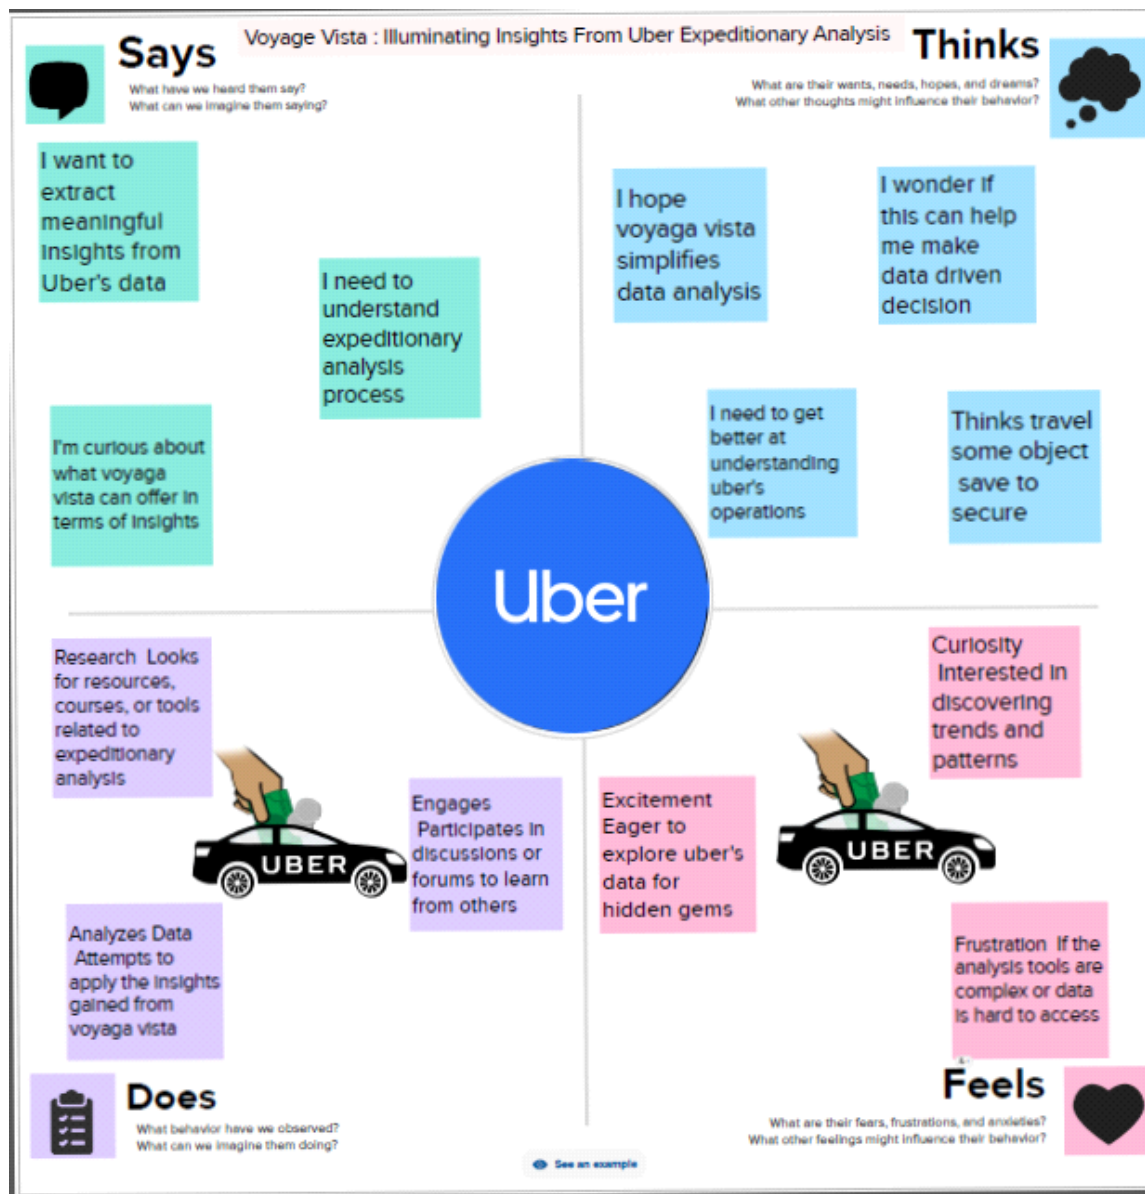 Voyage Vista : Illuminating Insights From Uber Expeditionary Analysis
Says
What have we heard them say?
What can we imagine them saying?
I want to
extract
meaningful
insights from
Uber's data
I need to
understand
expeditionary
analysis
process
I'm curious about
what voyaga
vista can offer in
terms of insights
Thinks
What are their wants, needs, hopes, and dreams?
What other thoughts might influence their behavior?
I hope
voyaga vista
simplifies
data analysis
I wonder if
this can help
me make
data driven
decision
I need to get
better at
understanding
uber's
operations
Thinks travel
some object
save to
secure
Uber
Research Looks
for resources,
courses, or tools
related to
expeditionary
analysis
UBER
Engages
Participates in
discussions or
forums to learn
from others
Analyzes Data
Attempts to
apply the insights
gained from
voyaga vista
Does
What behavior have we observed?
What can we imagine them doing?
Curiosity
Interested in
discovering
trends and
patterns
Excitement
Eager to
explore uber's
data for
hidden gems
UBER
Frustration If the
analysis tools are
complex or data
is hard to access
Feels
What are their fears, frustrations, and anxieties?
What other feelings might influence their behavior?
See an example